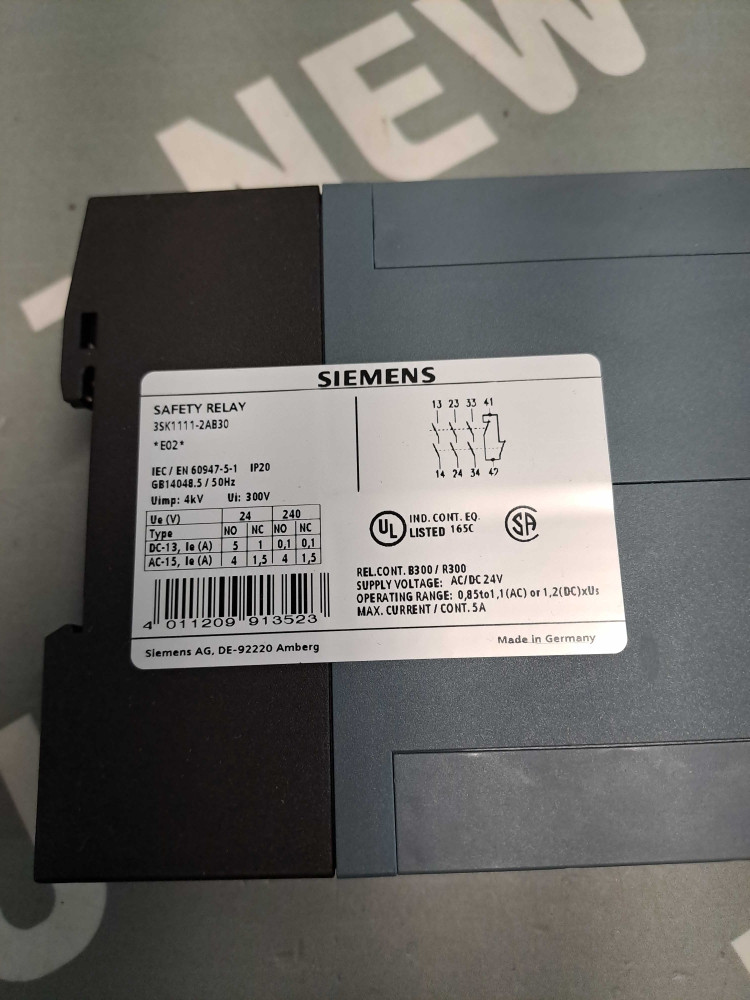 NEW
SIEMENS
SAFETY RELAY
3SK1111-2AB30
*E02*
IEC / EN 60947-5-1 IP20
GB14048.5 / 50Hz
Uimp: 4kV Ui: 300V
Ue (V) 24 240
Type NO NC NO NC
DC-13, Ie (A) 5 1 0,1 0,1
AC-15, Ie (A) 4 1,5 4 1,5
4 011209 913523
13 23 33 41
14 24 34 42
UL IND. CONT. EQ.
LISTED 165C
SA
REL.CONT. B300 / R300
SUPPLY VOLTAGE: AC/DC 24V
OPERATING RANGE: 0,85to1,1(AC) or 1,2(DC)xUs
MAX. CURRENT / CONT. 5A
Siemens AG, DE-92220 Amberg
Made in Germany